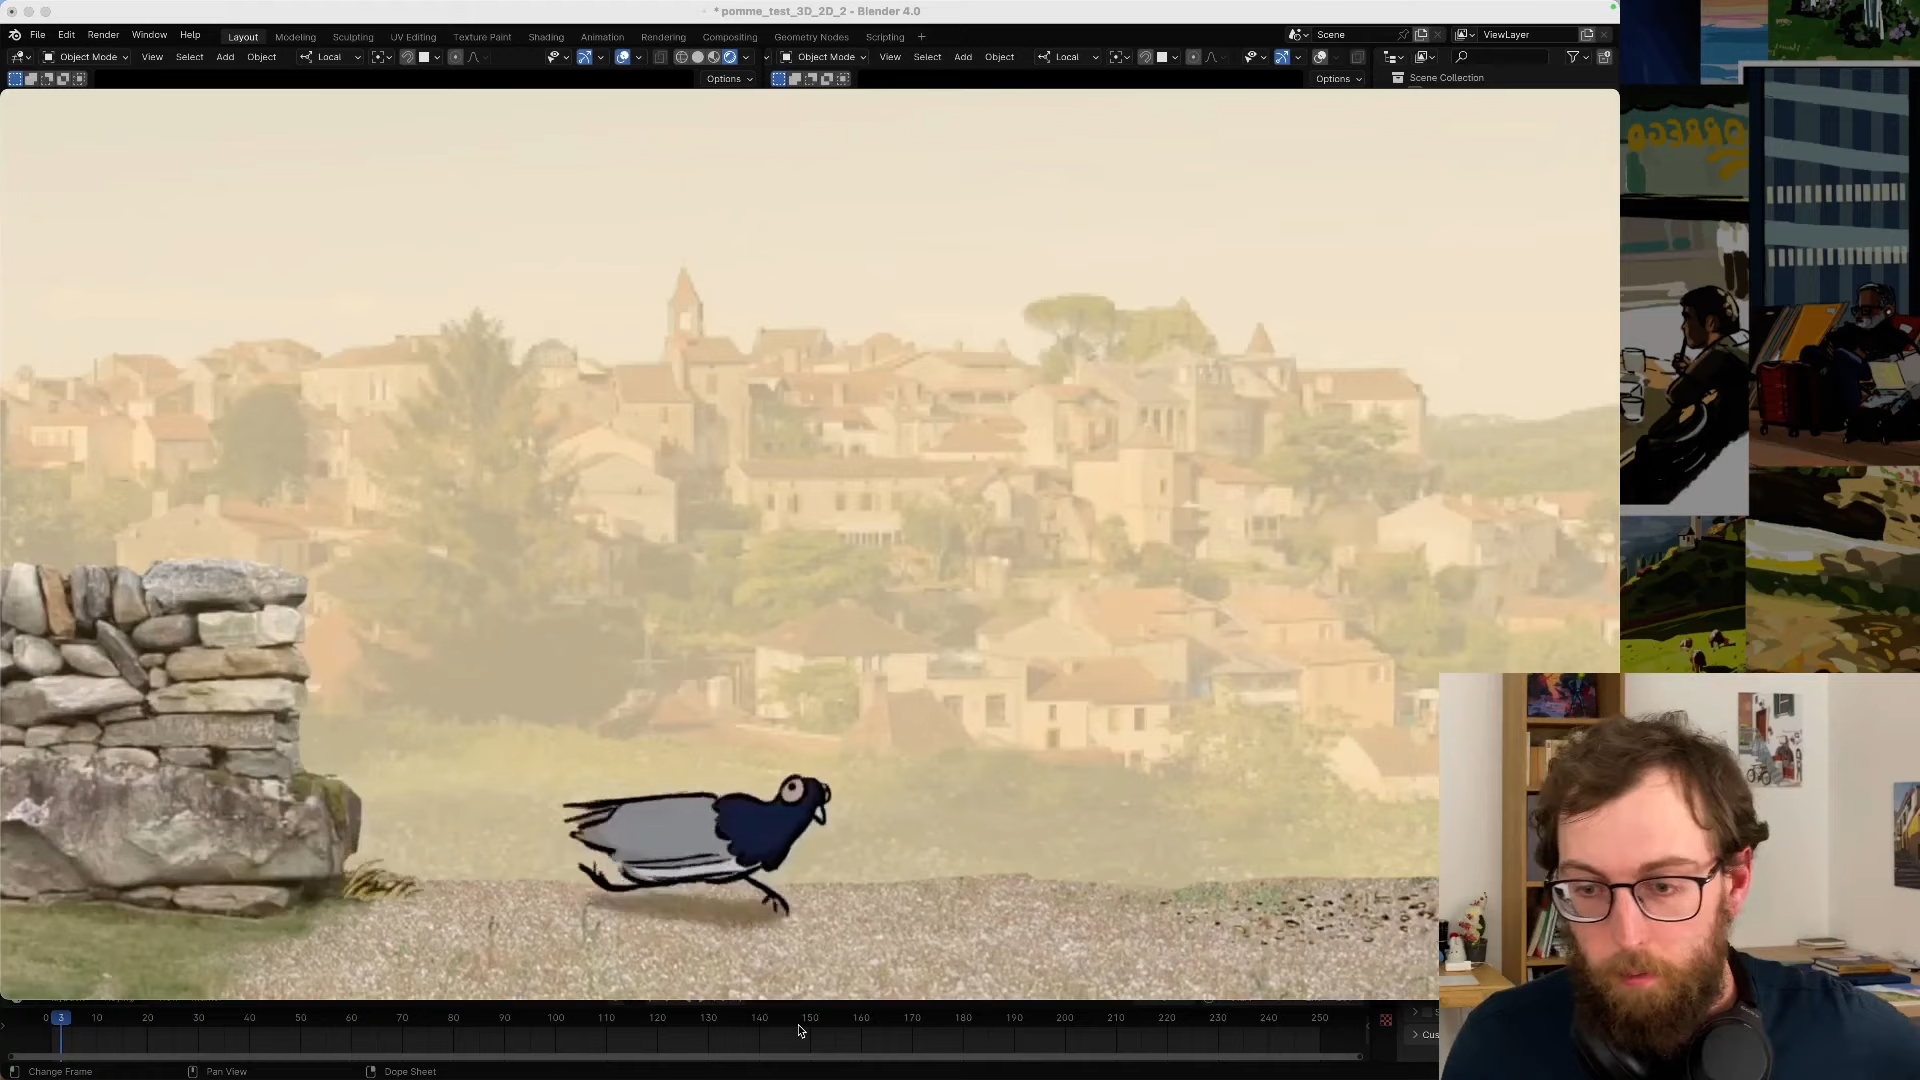 * pomme_test_3D_2D_2 - Blender 4.0
File Edit Render Window Help Layout Modeling Sculpting UV Editing Texture Paint Shading Animation Rendering Compositing Geometry Nodes Scripting + Scene ViewLayer
Object Mode View Select Add Object Local Object Mode View Select Add Object Local
Options Options Scene Collection
ORREGO
0 3 10 20 30 40 50 60 70 80 90 100 110 120 130 140 150 160 170 180 190 200 210 220 230 240 250
Cus
Change Frame Pan View Dope Sheet